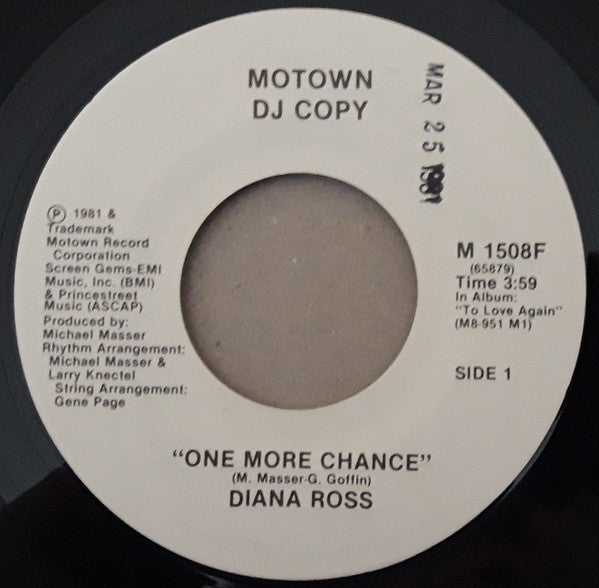 MOTOWN
DJ COPY
MAR 25 1981
Ⓟ 1981 &
Trademark
Motown Record
Corporation
Screen Gems-EMI
Music, Inc. (BMI)
& Princestreet
Music (ASCAP)
Produced by:
Michael Masser
Rhythm Arrangement:
Michael Masser &
Larry Knectel
String Arrangement:
Gene Page
M 1508F
(65879)
Time 3:59
In Album:
"To Love Again"
(M8-951 M1)
SIDE 1
"ONE MORE CHANCE"
(M. Masser-G. Goffin)
DIANA ROSS